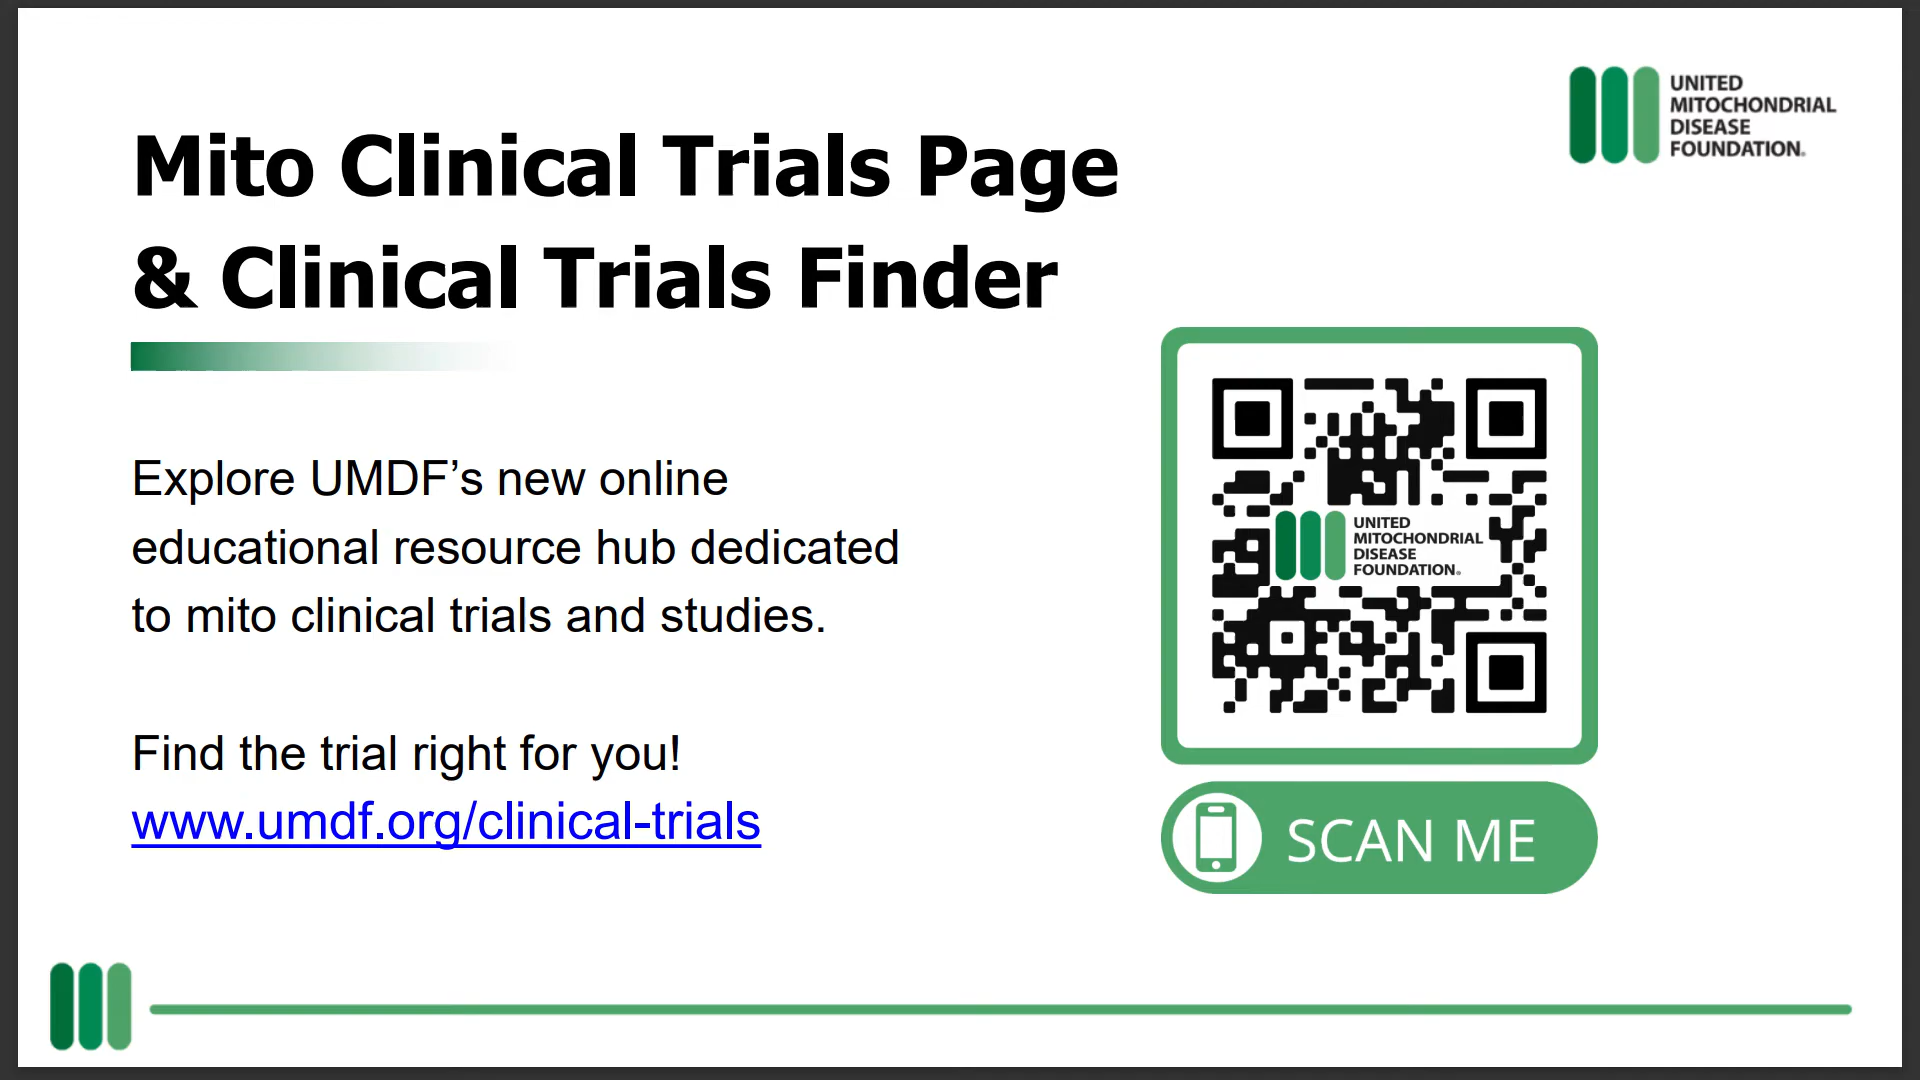 UNITED
MITOCHONDRIAL
DISEASE
FOUNDATION®
Mito Clinical Trials Page
& Clinical Trials Finder
Explore UMDF’s new online
educational resource hub dedicated
to mito clinical trials and studies.
Find the trial right for you!
www.umdf.org/clinical-trials
UNITED
MITOCHONDRIAL
DISEASE
FOUNDATION®
SCAN ME